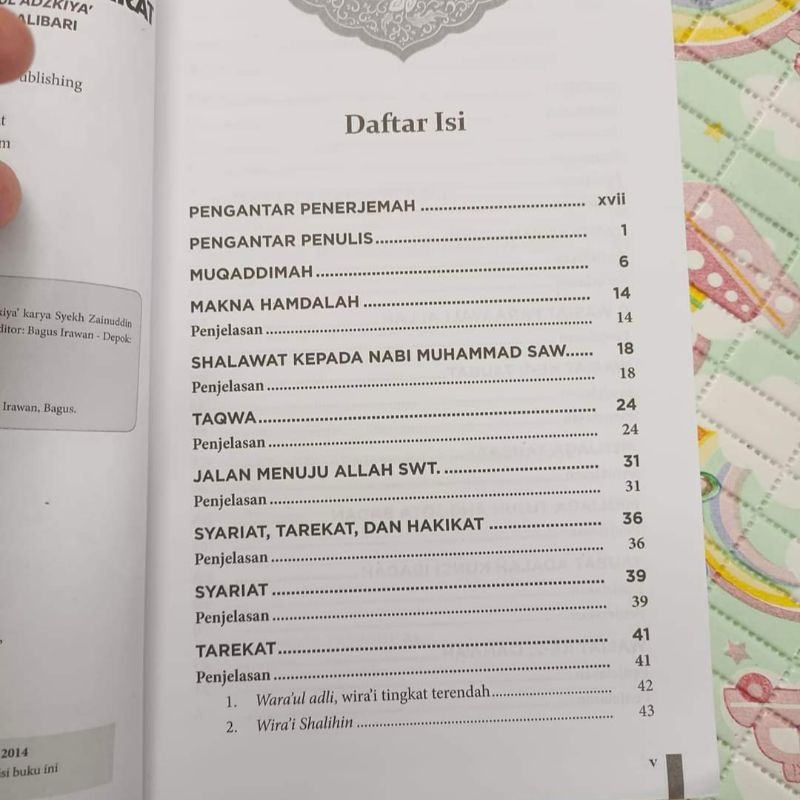 ADZKIYA'
ALIBARI
ublishing
t
m
kiya' karya Syekh Zainuddin
ditor: Bagus Irawan - Depok:
Irawan, Bagus.
2014
si buku ini
Daftar Isi
PENGANTAR PENERJEMAH ............ xvii
PENGANTAR PENULIS............ 1
MUQADDIMAH............ 6
MAKNA HAMDALAH ............ 14
Penjelasan ............ 14
SHALAWAT KEPADA NABI MUHAMMAD SAW...... 18
Penjelasan ............ 18
TAQWA............ 24
Penjelasan ............ 24
JALAN MENUJU ALLAH SWT. ............ 31
Penjelasan ............ 31
SYARIAT, TAREKAT, DAN HAKIKAT ............ 36
Penjelasan ............ 36
SYARIAT ............ 39
Penjelasan ............ 39
TAREKAT............ 41
Penjelasan ............ 41
1. Wara'ul adli, wira'i tingkat terendah............ 42
2. Wira'i Shalihin ............ 43
v